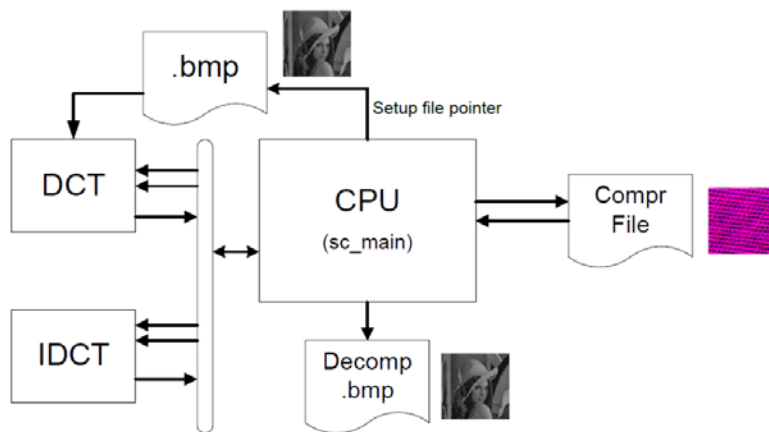 .bmp
Setup file pointer
DCT
CPU
(sc_main)
Compr
File
IDCT
Decomp
.bmp